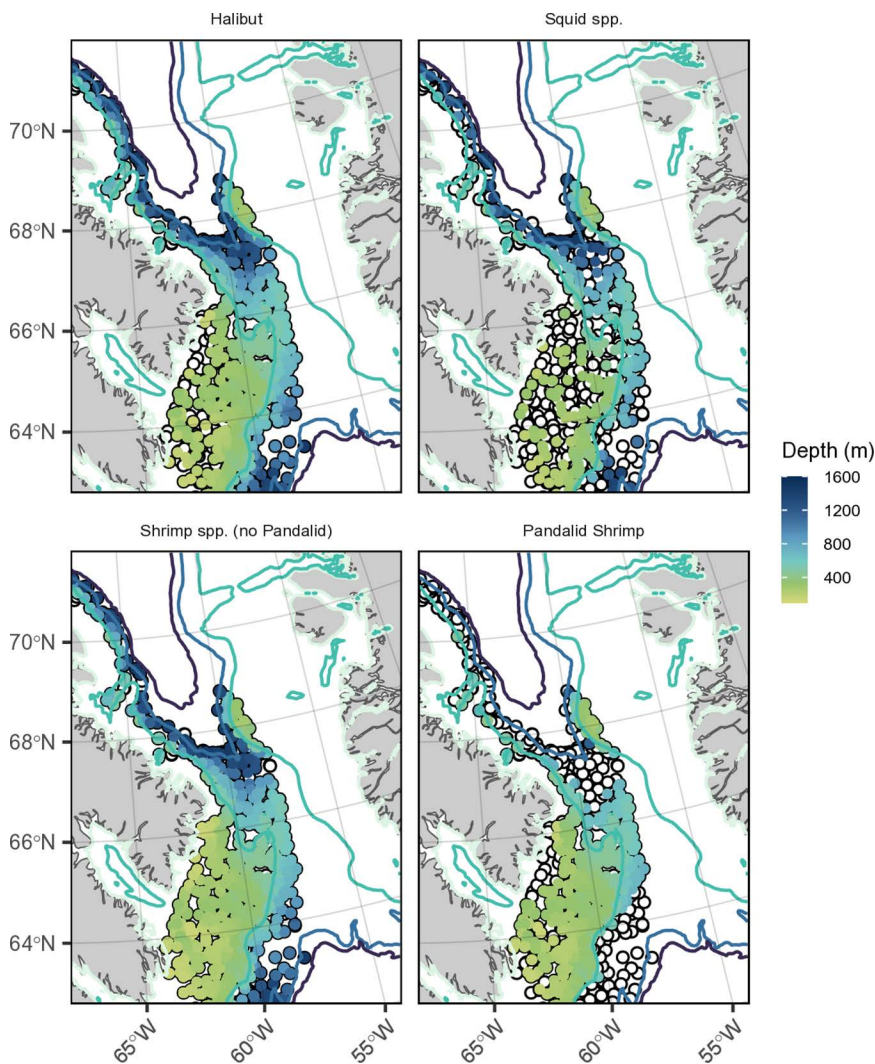 Halibut
Squid spp.
70°N
68°N
66°N
64°N
Depth (m)
1600
1200
800
400
Shrimp spp. (no Pandalid)
Pandalid Shrimp
70°N
68°N
66°N
64°N
65°W
60°W
55°W
65°W
60°W
55°W